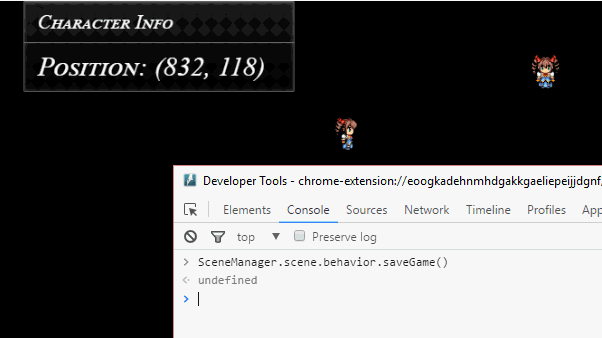 Character Info
Position: (832, 118)
Developer Tools - chrome-extension://eoogkadehnmhdgakkgaeliepeijjjdgnf/
Elements Console Sources Network Timeline Profiles App
top Preserve log
> SceneManager.scene.behavior.saveGame()
undefined
>